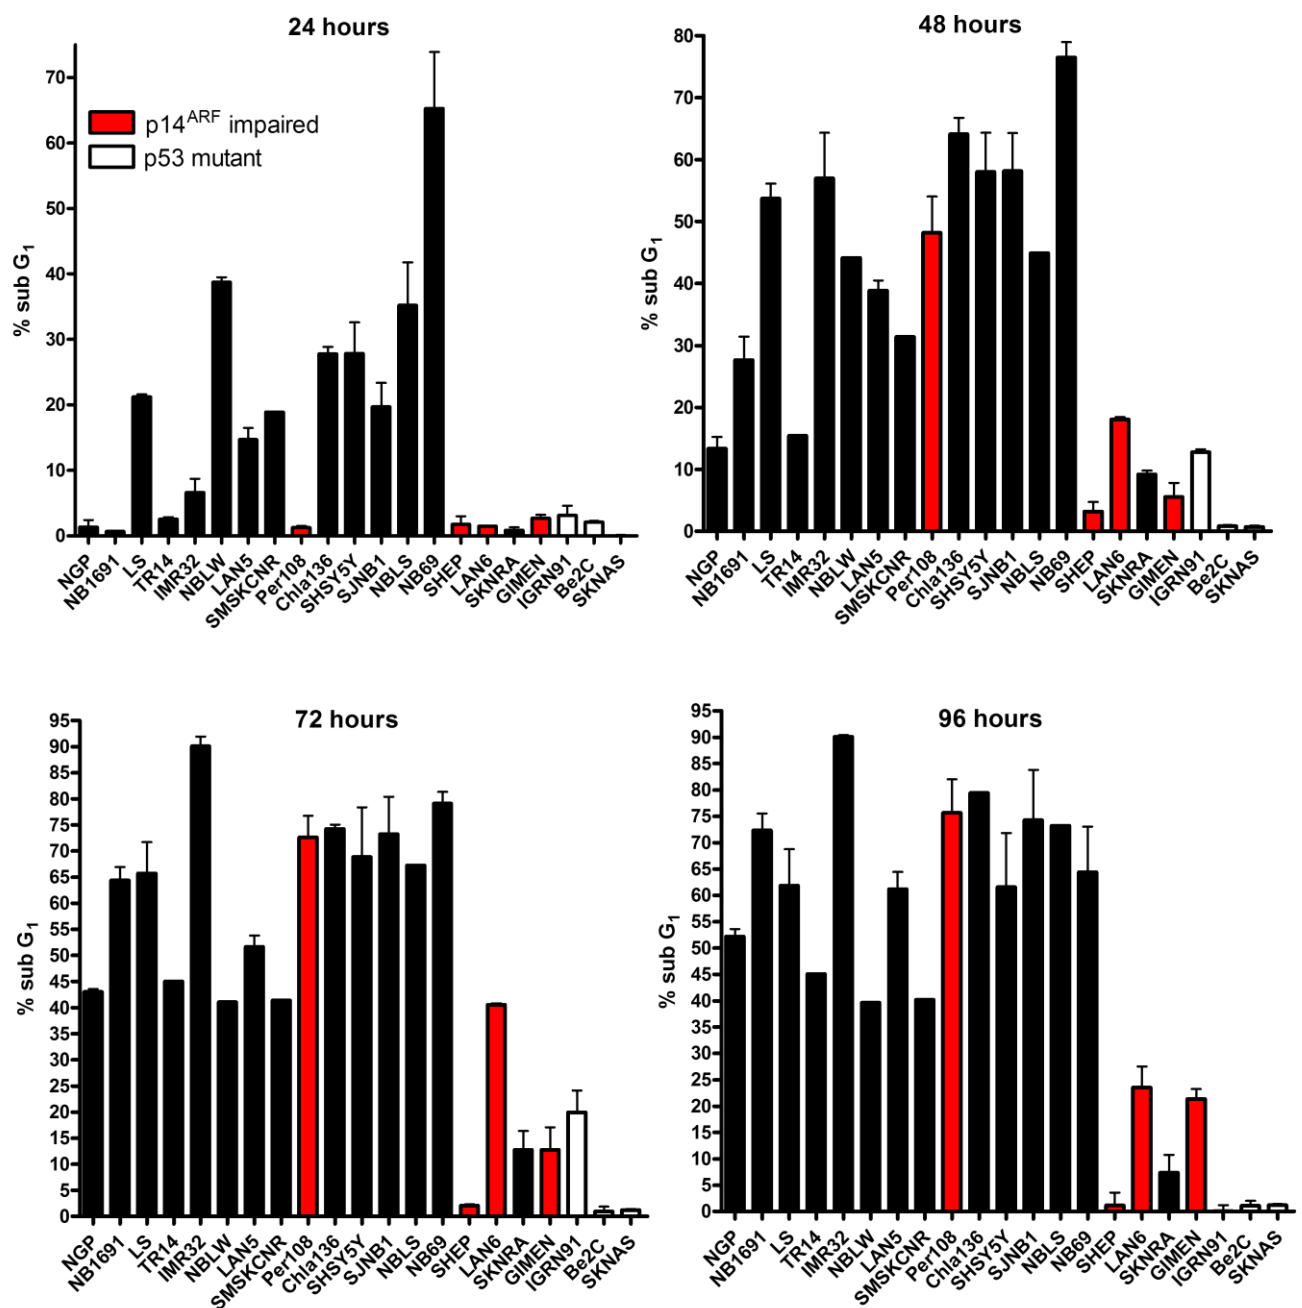 24 hours
% sub G1
70
60
50
40
30
20
10
0
p14ARF impaired
p53 mutant
NGP
NB1691
LS
TR14
IMR32
NBLW
LAN5
SMSKCNR
Per108
Chla136
SHSY5Y
SJNB1
NBLS
NB69
SHEP
LAN6
SKNRA
GIMEN
IGRN91
Be2C
SKNAS
48 hours
% sub G1
80
70
60
50
40
30
20
10
0
NGP
NB1691
LS
TR14
IMR32
NBLW
LAN5
SMSKCNR
Per108
Chla136
SHSY5Y
SJNB1
NBLS
NB69
SHEP
LAN6
SKNRA
GIMEN
IGRN91
Be2C
SKNAS
72 hours
% sub G1
95
90
85
80
75
70
65
60
55
50
45
40
35
30
25
20
15
10
5
0
NGP
NB1691
LS
TR14
IMR32
NBLW
LAN5
SMSKCNR
Per108
Chla136
SHSY5Y
SJNB1
NBLS
NB69
SHEP
LAN6
SKNRA
GIMEN
IGRN91
Be2C
SKNAS
96 hours
% sub G1
95
90
85
80
75
70
65
60
55
50
45
40
35
30
25
20
15
10
5
0
NGP
NB1691
LS
TR14
IMR32
NBLW
LAN5
SMSKCNR
Per108
Chla136
SHSY5Y
SJNB1
NBLS
NB69
SHEP
LAN6
SKNRA
GIMEN
IGRN91
Be2C
SKNAS